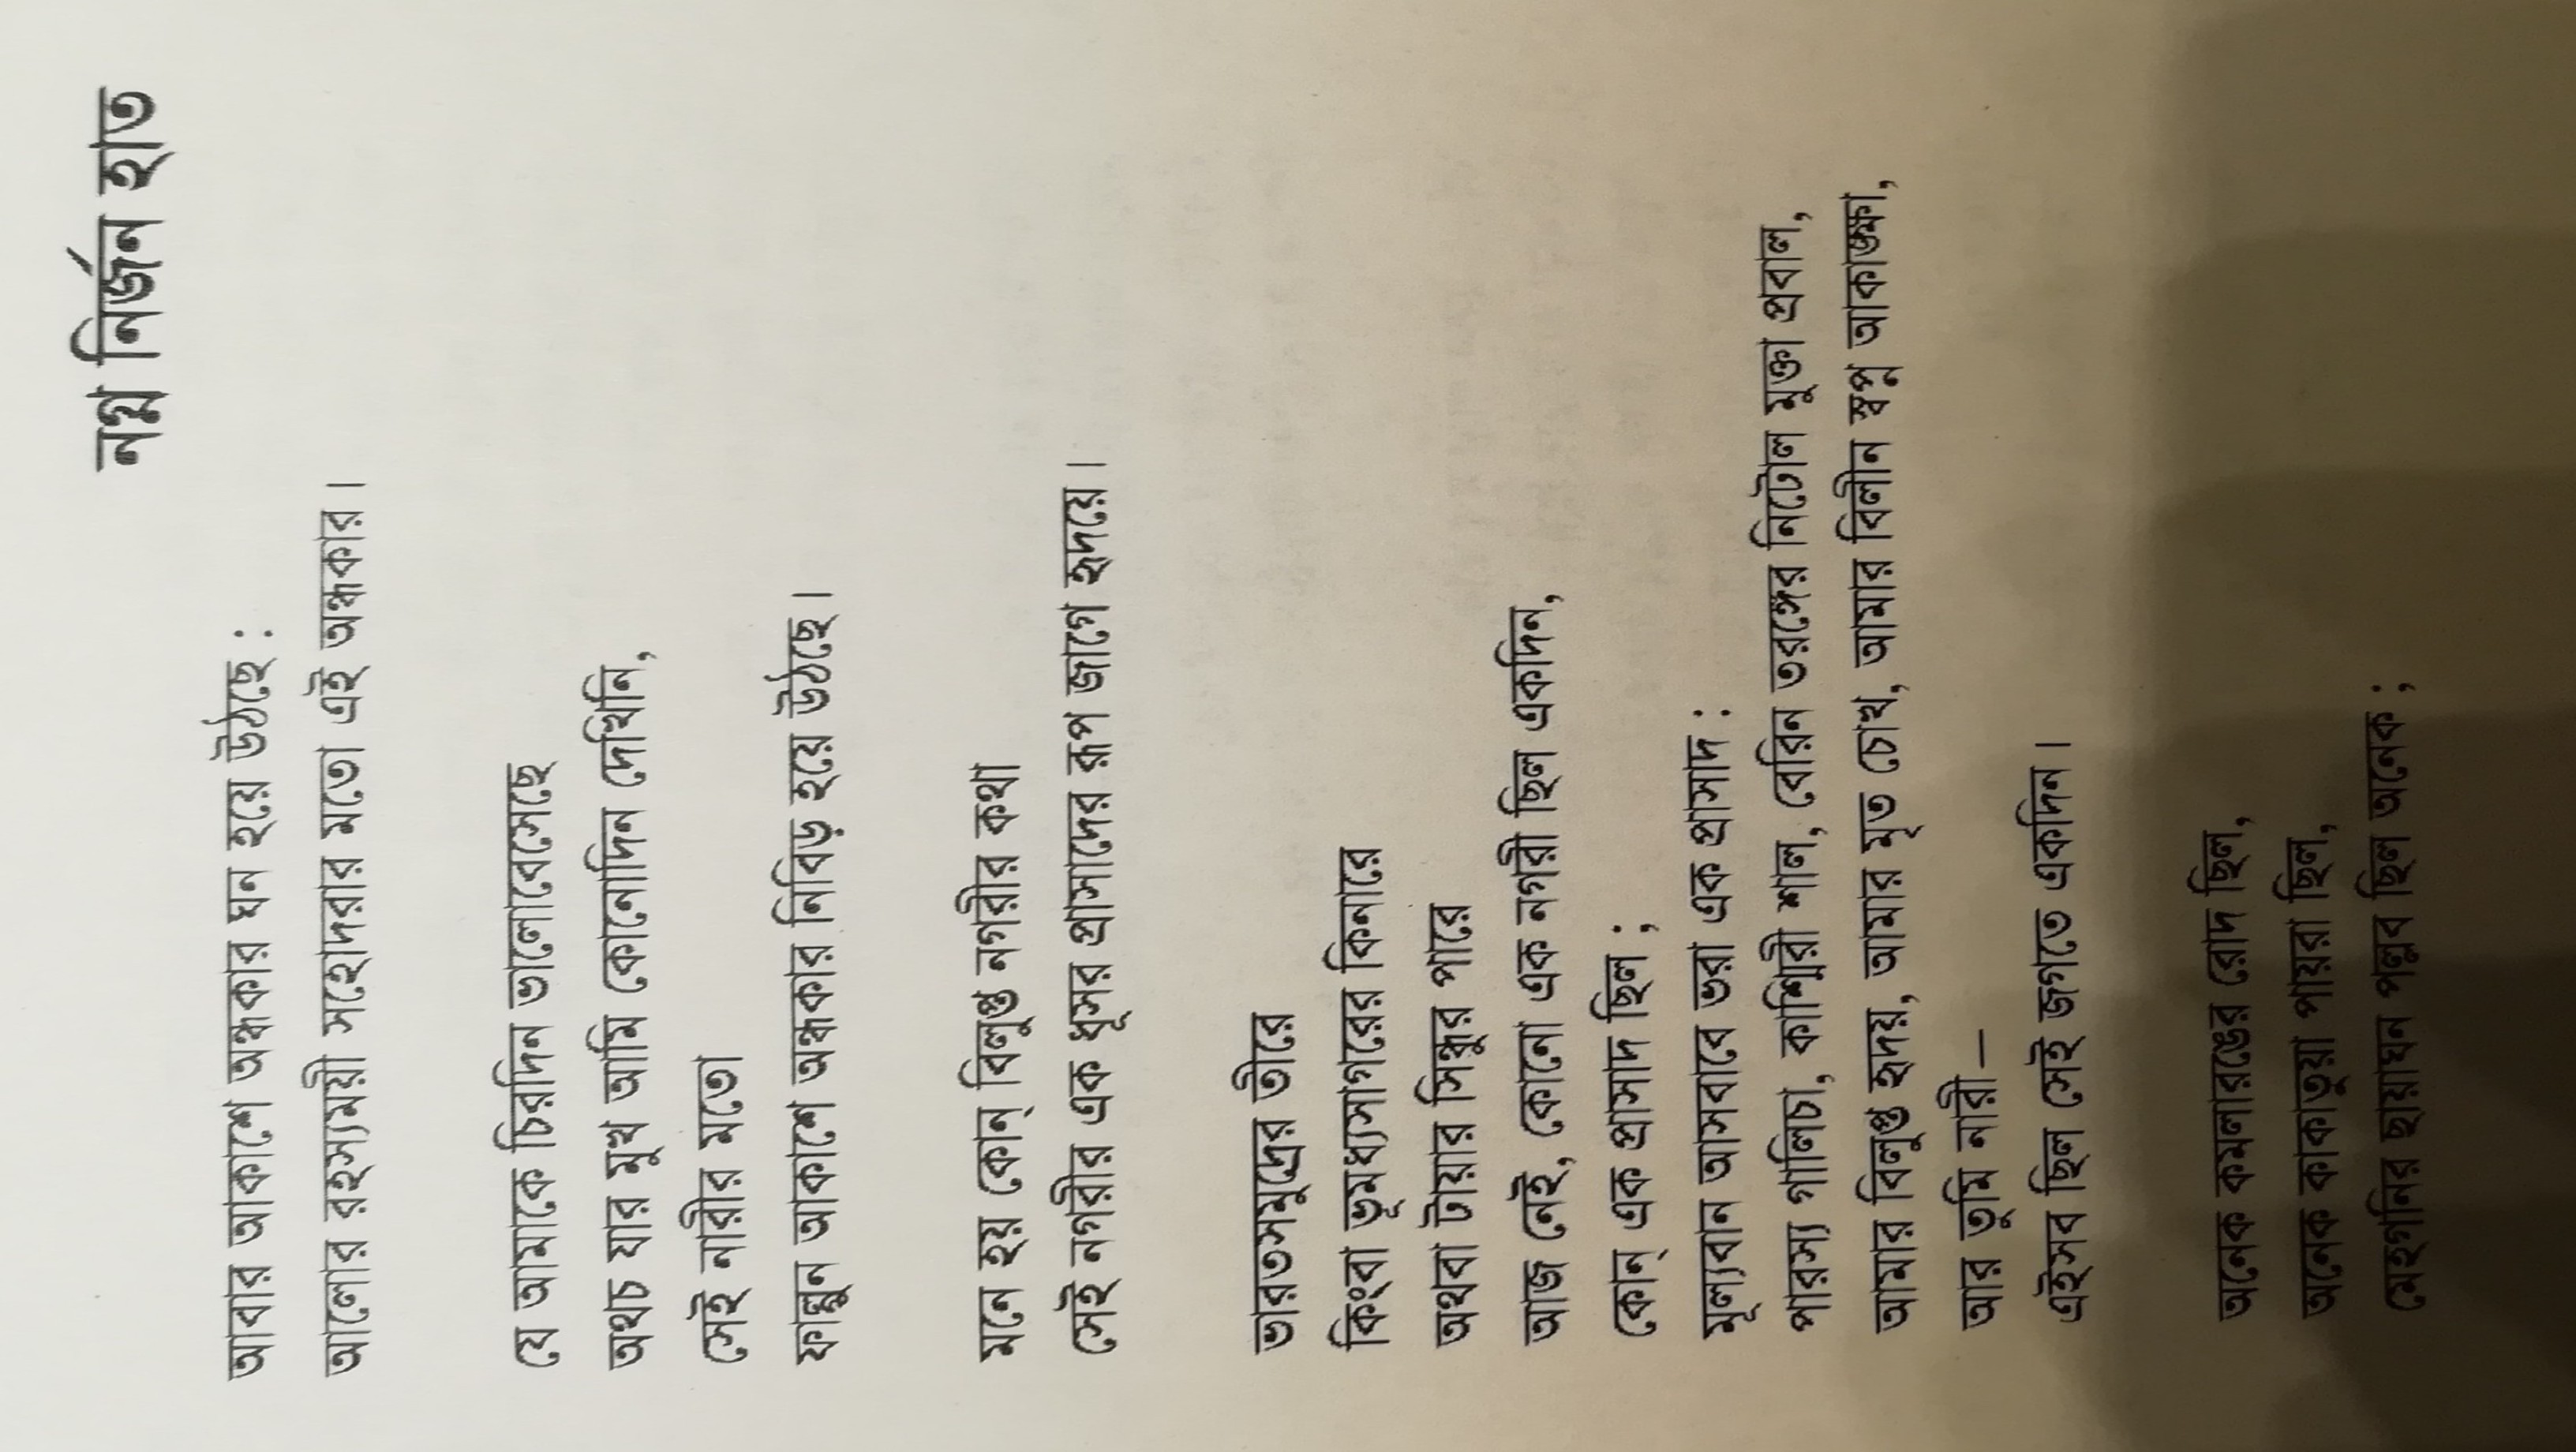 নগ্ন নির্জন হাত
আবার আকাশে অন্ধকার ঘন হয়ে উঠছে :
আলোর রহস্যময়ী সহোদরার মতো এই অন্ধকার।
যে আমাকে চিরদিন ভালোবেসেছে
অথচ যার মুখ আমি কোনোদিন দেখিনি,
সেই নারীর মতো
ফাল্গুন আকাশে অন্ধকার নিবিড় হয়ে উঠছে।
মনে হয় কোন্ বিলুপ্ত নগরীর কথা
সেই নগরীর এক ধূসর প্রাসাদের রূপ জাগে হৃদয়ে।
ভারতসমুদ্রের তীরে
কিংবা ভূমধ্যসাগরের কিনারে
অথবা টায়ার সিন্ধুর পারে
আজ নেই, কোনো এক নগরী ছিল একদিন,
কোন্ এক প্রাসাদ ছিল ;
মূল্যবান আসবাবে ভরা এক প্রাসাদ :
পারস্য গালিচা, কাশ্মিরী শাল, বেরিন তরঙ্গের নিটোল মুক্তা প্রবাল,
আমার বিলুপ্ত হৃদয়, আমার মৃত চোখ, আমার বিলীন স্বপ্ন আকাঙ্ক্ষা,
আর তুমি নারী—
এইসব ছিল সেই জগতে একদিন।
অনেক কমলারঙের রোদ ছিল,
অনেক কাকাতুয়া পায়রা ছিল,
মেহগনির ছায়াঘন পল্লব ছিল অনেক ;